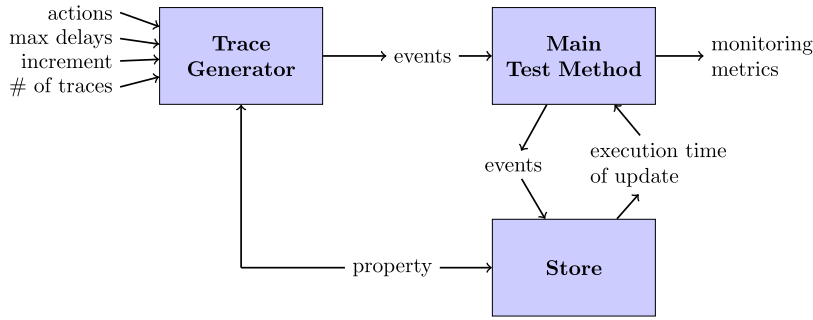 actions
max delays
increment
# of traces
Trace
Generator
events
Main
Test Method
monitoring
metrics
events
execution time
of update
property
Store